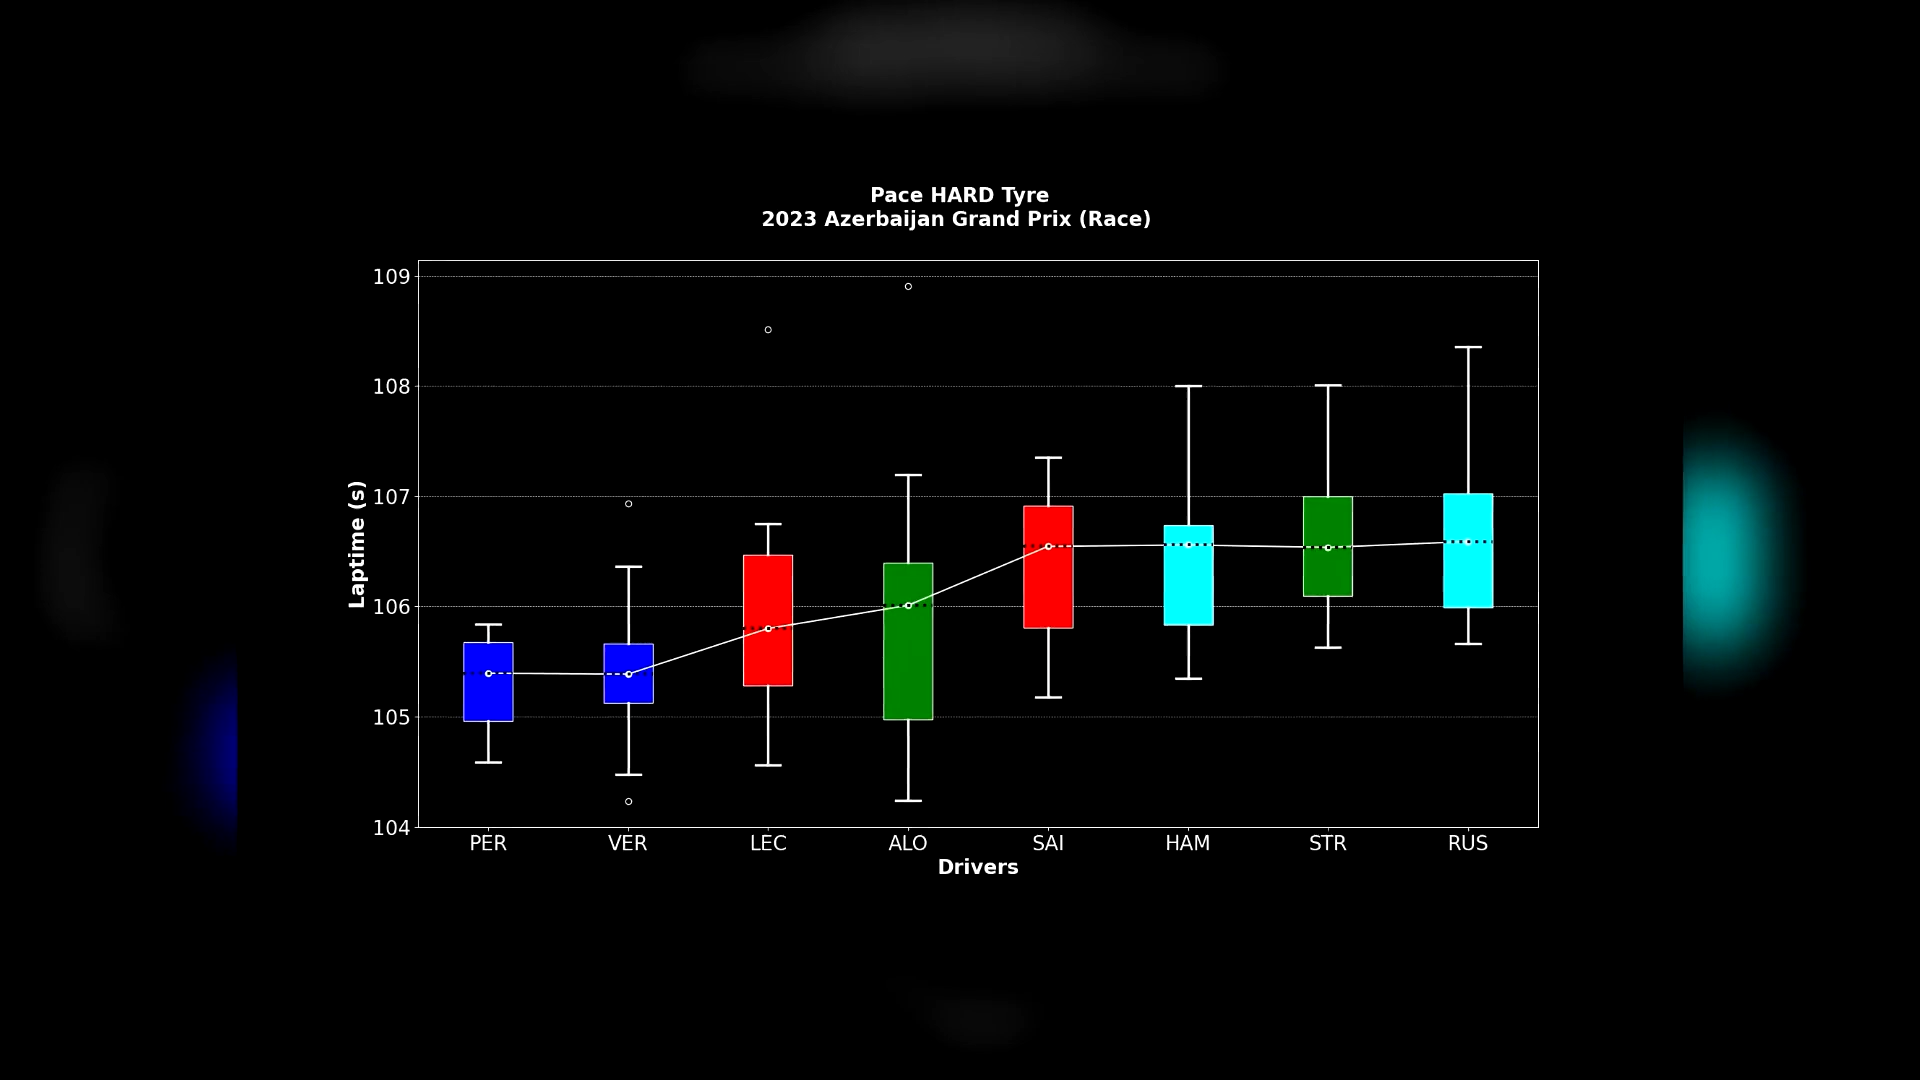 Pace HARD Tyre
2023 Azerbaijan Grand Prix (Race)
109
108
107
106
105
104
Laptime (s)
PER VER LEC ALO SAI HAM STR RUS
Drivers